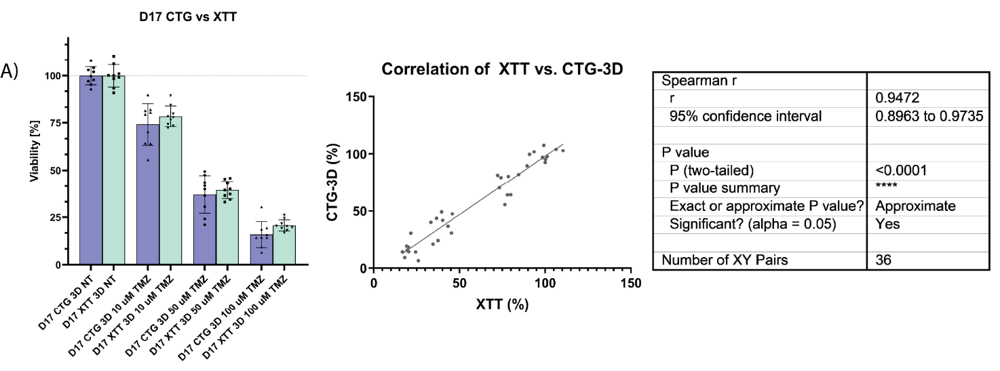 D17 CTG vs XTT
A)
Viability [%]
100
75
50
25
0
D17 CTG 3D NT
D17 XTT 3D NT
D17 CTG 3D 10 uM TMZ
D17 XTT 3D 10 uM TMZ
D17 CTG 3D 50 uM TMZ
D17 XTT 3D 50 uM TMZ
D17 CTG 3D 100 uM TMZ
D17 XTT 3D 100 uM TMZ
Correlation of XTT vs. CTG-3D
CTG-3D (%)
150
100
50
0
0 50 100 150
XTT (%)
Spearman r
r 0.9472
95% confidence interval 0.8963 to 0.9735
P value
P (two-tailed) <0.0001
P value summary ****
Exact or approximate P value? Approximate
Significant? (alpha = 0.05) Yes
Number of XY Pairs 36